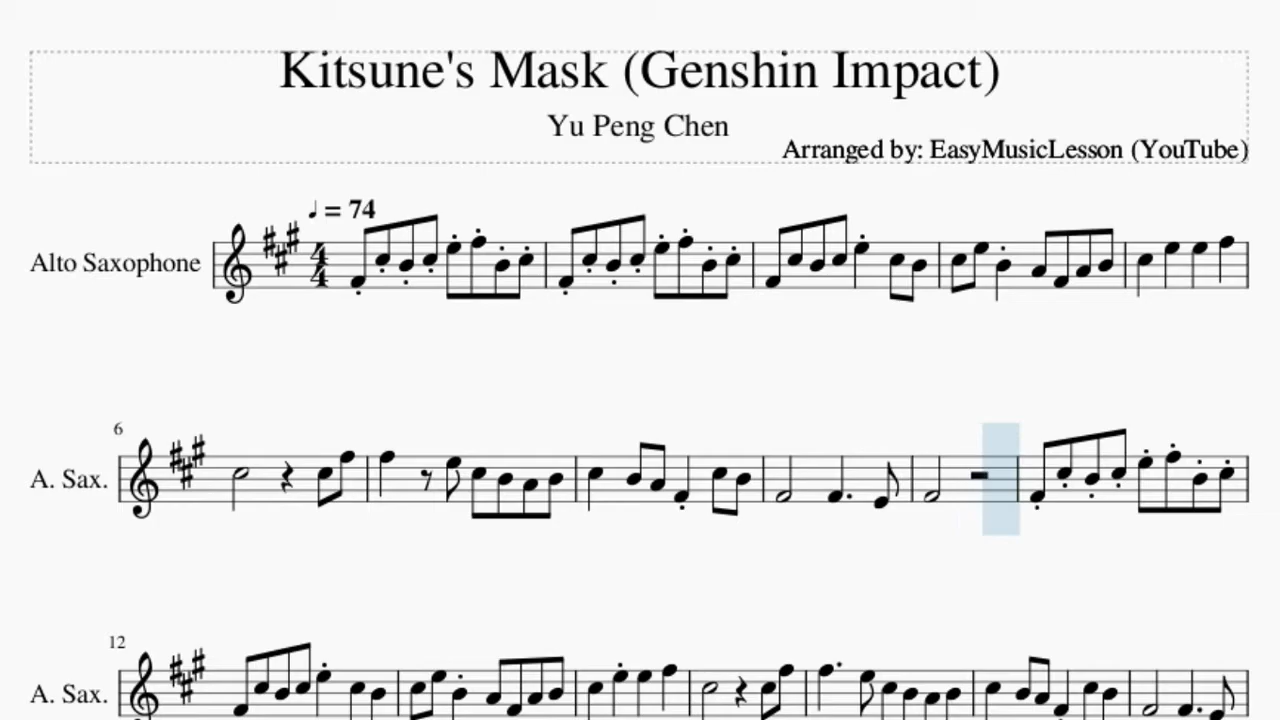 Kitsune's Mask (Genshin Impact)
Yu Peng Chen
Arranged by: EasyMusicLesson (YouTube)
♩ = 74
Alto Saxophone
4
4
6
A. Sax.
12
A. Sax.